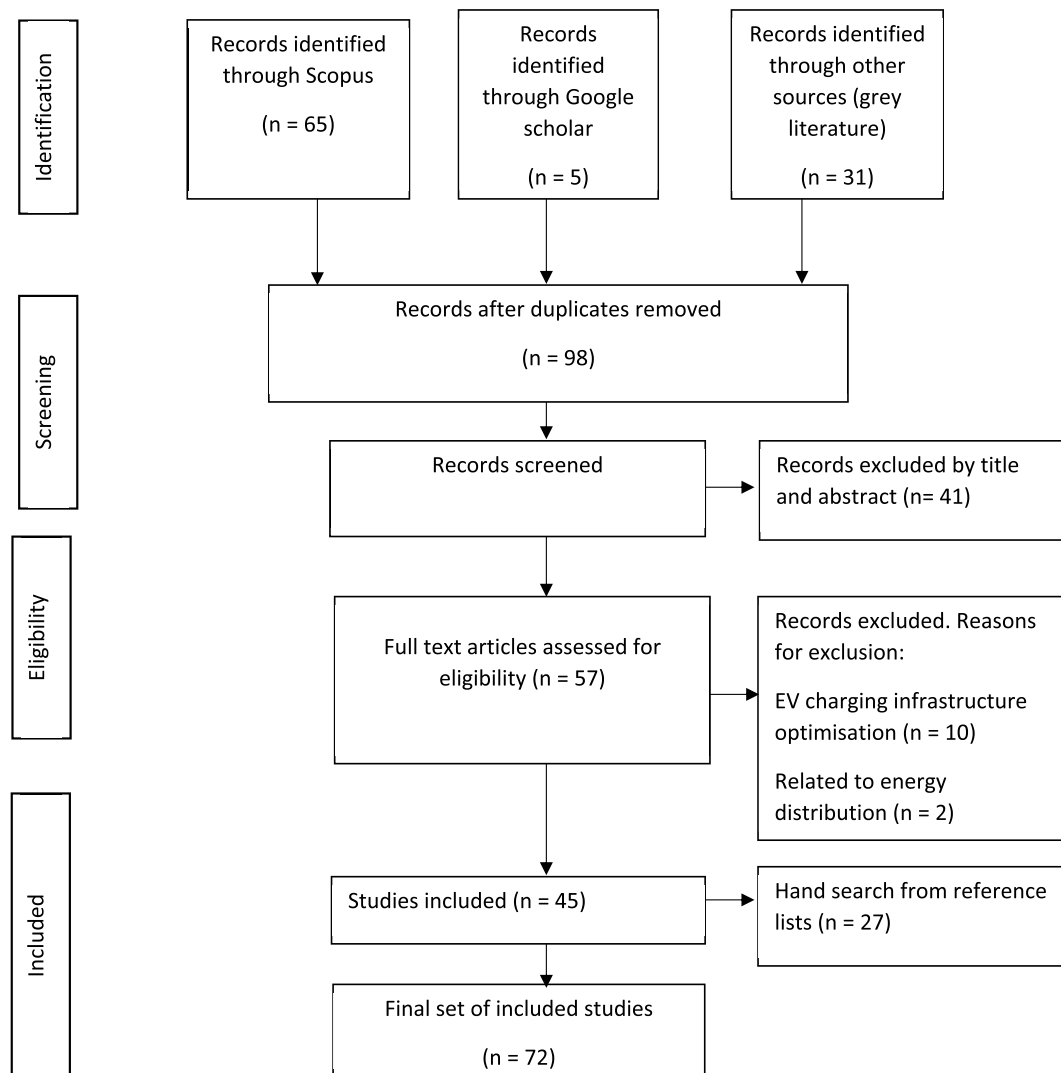 Identification
Records identified
through Scopus
(n = 65)
Records
identified
through Google
scholar
(n = 5)
Records identified
through other
sources (grey
literature)
(n = 31)
Screening
Records after duplicates removed
(n = 98)
Records screened
Records excluded by title
and abstract (n= 41)
Eligibility
Full text articles assessed for
eligibility (n = 57)
Records excluded. Reasons
for exclusion:
EV charging infrastructure
optimisation (n = 10)
Related to energy
distribution (n = 2)
Included
Studies included (n = 45)
Hand search from reference
lists (n = 27)
Final set of included studies
(n = 72)